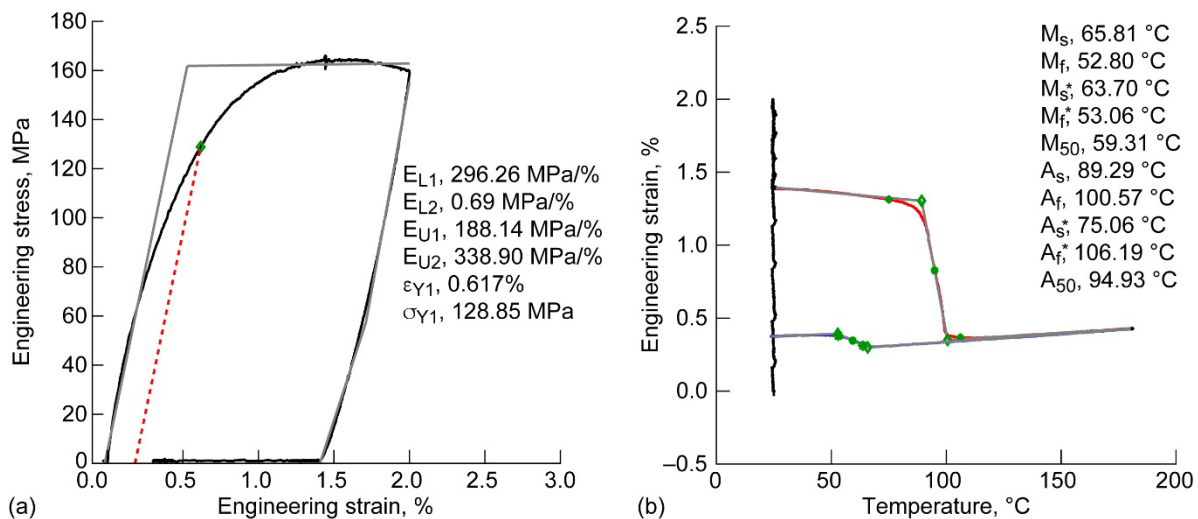 180
160
140
120
100
80
60
40
20
0
Engineering stress, MPa
E_L1, 296.26 MPa/%
E_L2, 0.69 MPa/%
E_U1, 188.14 MPa/%
E_U2, 338.90 MPa/%
ε_Y1, 0.617%
σ_Y1, 128.85 MPa
0.0 0.5 1.0 1.5 2.0 2.5 3.0
(a) Engineering strain, %
2.5
2.0
1.5
1.0
0.5
0.0
–0.5
Engineering strain, %
M_s, 65.81 °C
M_f, 52.80 °C
M_s*, 63.70 °C
M_f*, 53.06 °C
M_50, 59.31 °C
A_s, 89.29 °C
A_f, 100.57 °C
A_s*, 75.06 °C
A_f*, 106.19 °C
A_50, 94.93 °C
0 50 100 150 200
(b) Temperature, °C